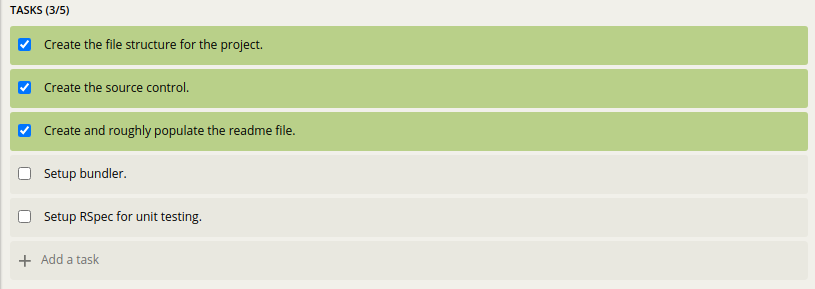 TASKS (3/5)
Create the file structure for the project.
Create the source control.
Create and roughly populate the readme file.
Setup bundler.
Setup RSpec for unit testing.
Add a task